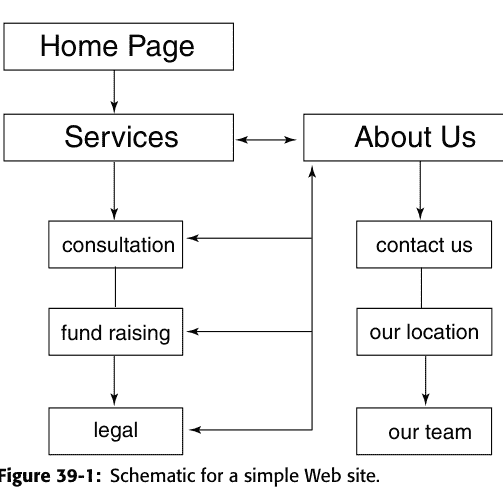 Home Page
Services
About Us
consultation
contact us
fund raising
our location
legal
our team
Figure 39-1: Schematic for a simple Web site.